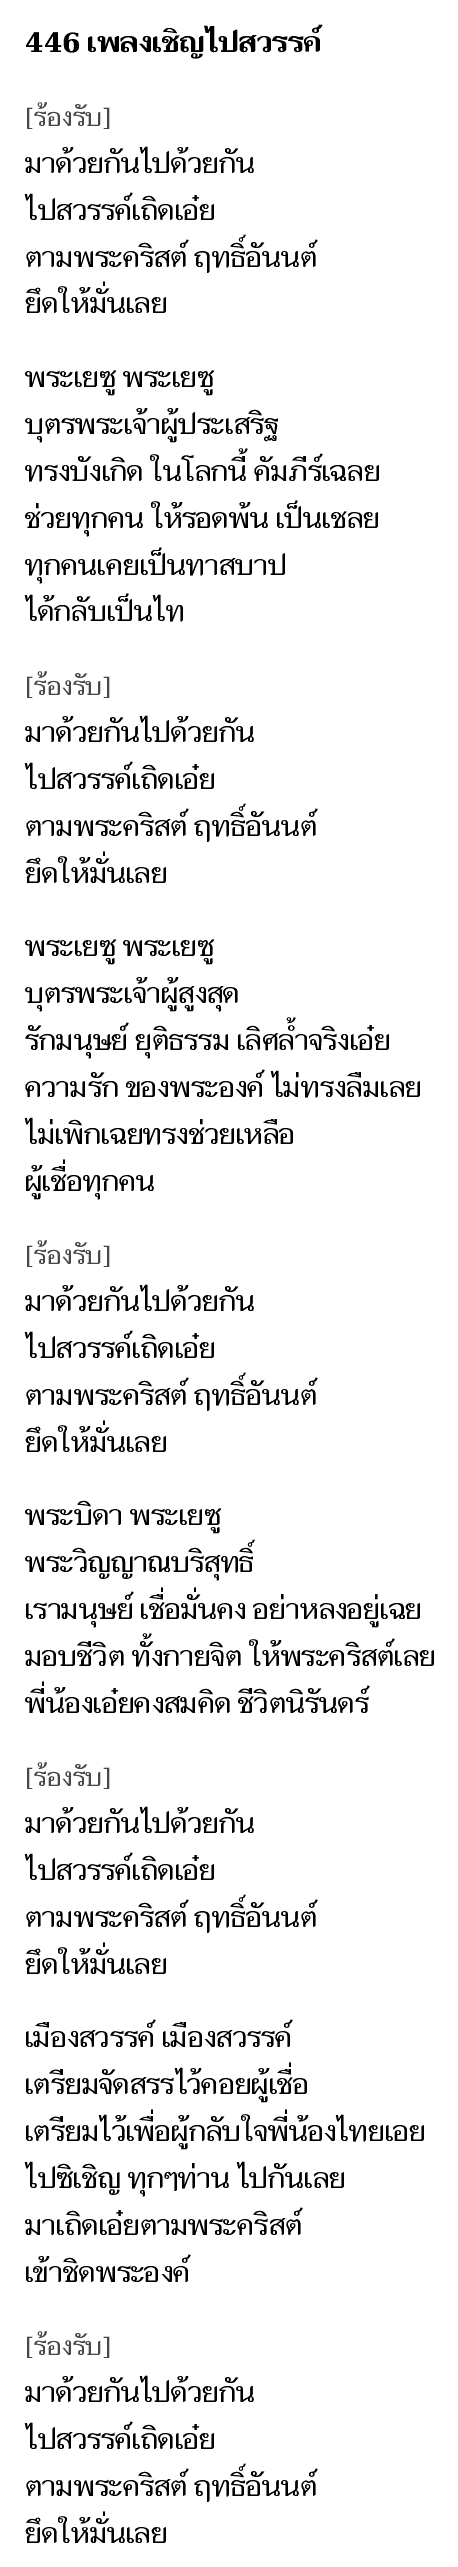 446 เพลงเชิญไปสวรรค์
[ร้องรับ]
มาด้วยกันไปด้วยกัน
ไปสวรรค์เถิดเอ๋ย
ตามพระคริสต์ ฤทธิ์อันนต์
ยึดให้มั่นเลย
พระเยซู พระเยซู
บุตรพระเจ้าผู้ประเสริฐ
ทรงบังเกิด ในโลกนี้ คัมภีร์เฉลย
ช่วยทุกคน ให้รอดพ้น เป็นเชลย
ทุกคนเคยเป็นทาสบาป
ได้กลับเป็นไท
[ร้องรับ]
มาด้วยกันไปด้วยกัน
ไปสวรรค์เถิดเอ๋ย
ตามพระคริสต์ ฤทธิ์อันนต์
ยึดให้มั่นเลย
พระเยซู พระเยซู
บุตรพระเจ้าผู้สูงสุด
รักมนุษย์ ยุติธรรม เลิศล้ำจริงเอ๋ย
ความรัก ของพระองค์ ไม่ทรงลืมเลย
ไม่เพิกเฉยทรงช่วยเหลือ
ผู้เชื่อทุกคน
[ร้องรับ]
มาด้วยกันไปด้วยกัน
ไปสวรรค์เถิดเอ๋ย
ตามพระคริสต์ ฤทธิ์อันนต์
ยึดให้มั่นเลย
พระบิดา พระเยซู
พระวิญญาณบริสุทธิ์
เรามนุษย์ เชื่อมั่นคง อย่าหลงอยู่เฉย
มอบชีวิต ทั้งกายจิต ให้พระคริสต์เลย
พี่น้องเอ๋ยคงสมคิด ชีวิตนิรันดร์
[ร้องรับ]
มาด้วยกันไปด้วยกัน
ไปสวรรค์เถิดเอ๋ย
ตามพระคริสต์ ฤทธิ์อันนต์
ยึดให้มั่นเลย
เมืองสวรรค์ เมืองสวรรค์
เตรียมจัดสรรไว้คอยผู้เชื่อ
เตรียมไว้เพื่อผู้กลับใจพี่น้องไทยเอย
ไปซิเชิญ ทุกๆท่าน ไปกันเลย
มาเถิดเอ๋ยตามพระคริสต์
เข้าชิดพระองค์
[ร้องรับ]
มาด้วยกันไปด้วยกัน
ไปสวรรค์เถิดเอ๋ย
ตามพระคริสต์ ฤทธิ์อันนต์
ยึดให้มั่นเลย